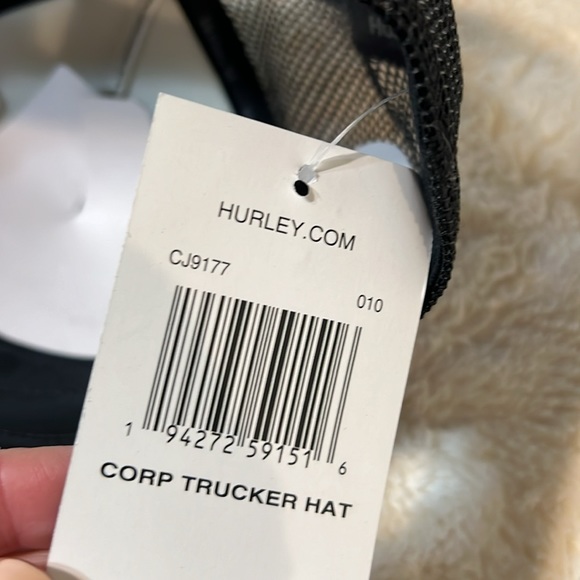 HURLEY.COM
CJ9177
010
1 94272 59151 6
CORP TRUCKER HAT